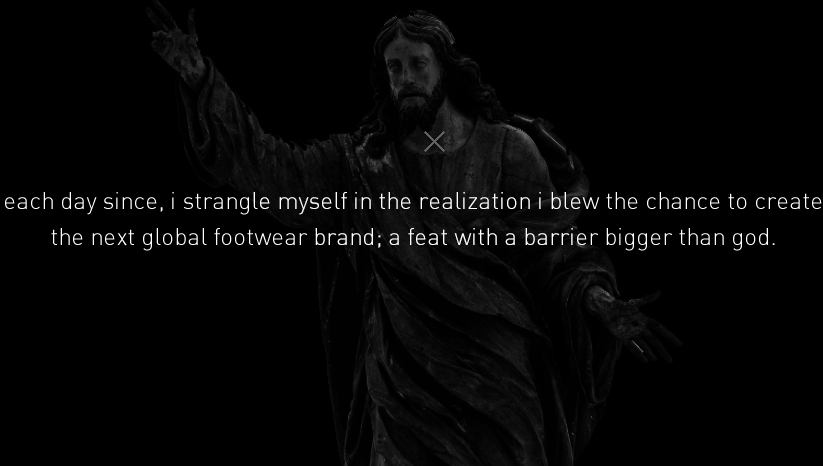 each day since, i strangle myself in the realization i blew the chance to create
the next global footwear brand; a feat with a barrier bigger than god.